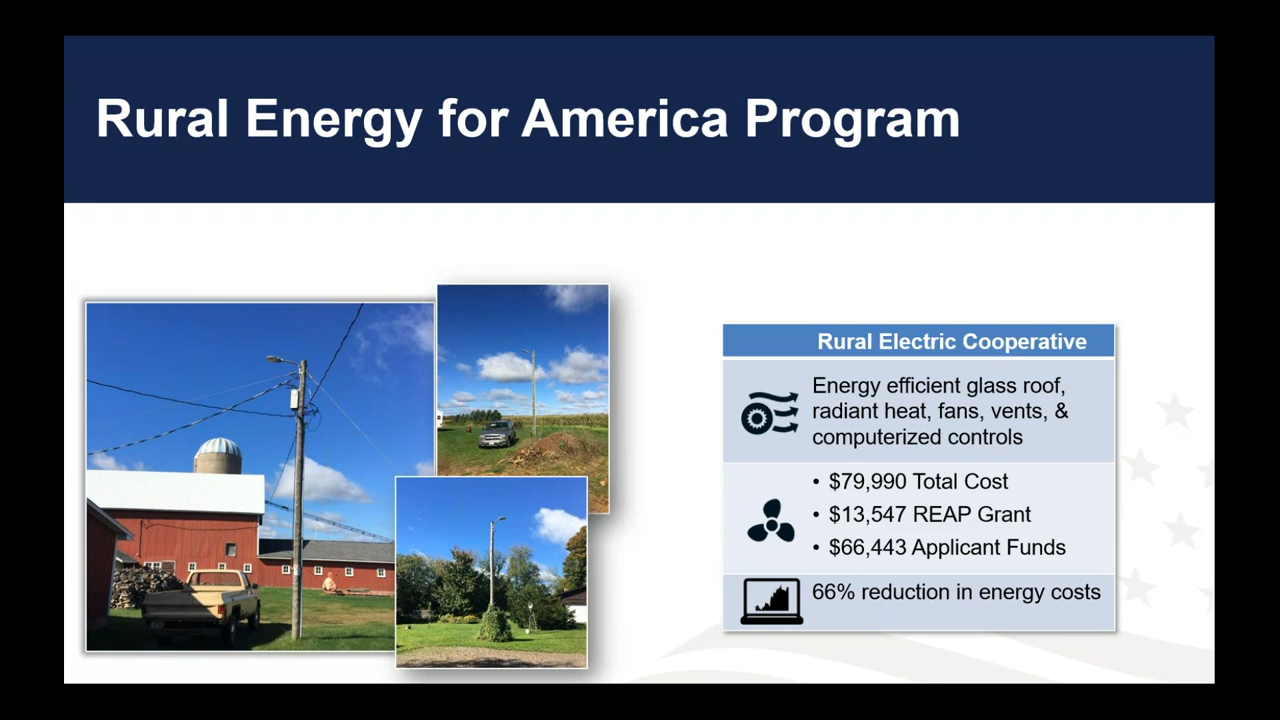 Rural Energy for America Program
Rural Electric Cooperative
Energy efficient glass roof,
radiant heat, fans, vents, &
computerized controls
• $79,990 Total Cost
• $13,547 REAP Grant
• $66,443 Applicant Funds
66% reduction in energy costs